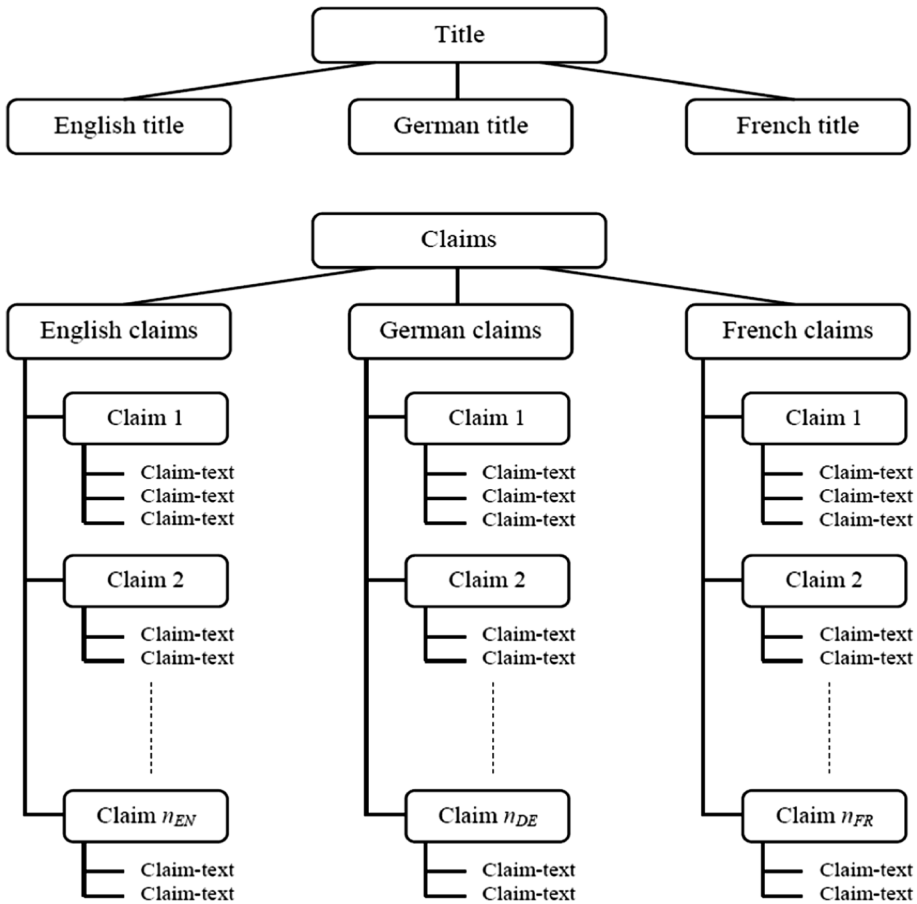 Title
English title
German title
French title
Claims
English claims
German claims
French claims
Claim 1
Claim 1
Claim 1
Claim-text
Claim-text
Claim-text
Claim-text
Claim-text
Claim-text
Claim-text
Claim-text
Claim-text
Claim 2
Claim 2
Claim 2
Claim-text
Claim-text
Claim-text
Claim-text
Claim-text
Claim-text
Claim nEN
Claim nDE
Claim nFR
Claim-text
Claim-text
Claim-text
Claim-text
Claim-text
Claim-text